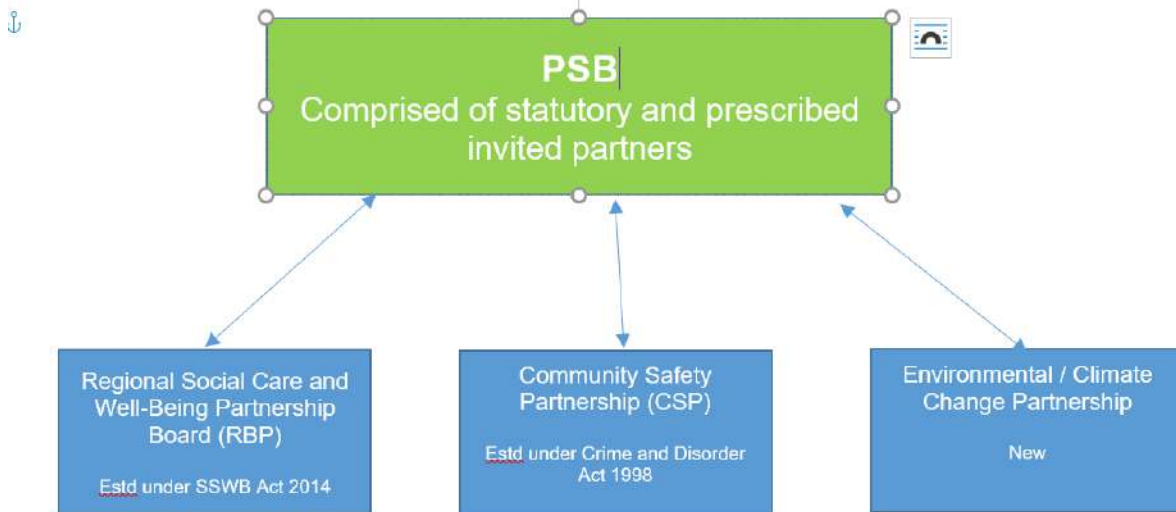 PSB
Comprised of statutory and prescribed
invited partners
Regional Social Care and
Well-Being Partnership
Board (RBP)
Estd under SSWB Act 2014
Community Safety
Partnership (CSP)
Estd under Crime and Disorder
Act 1998
Environmental / Climate
Change Partnership
New